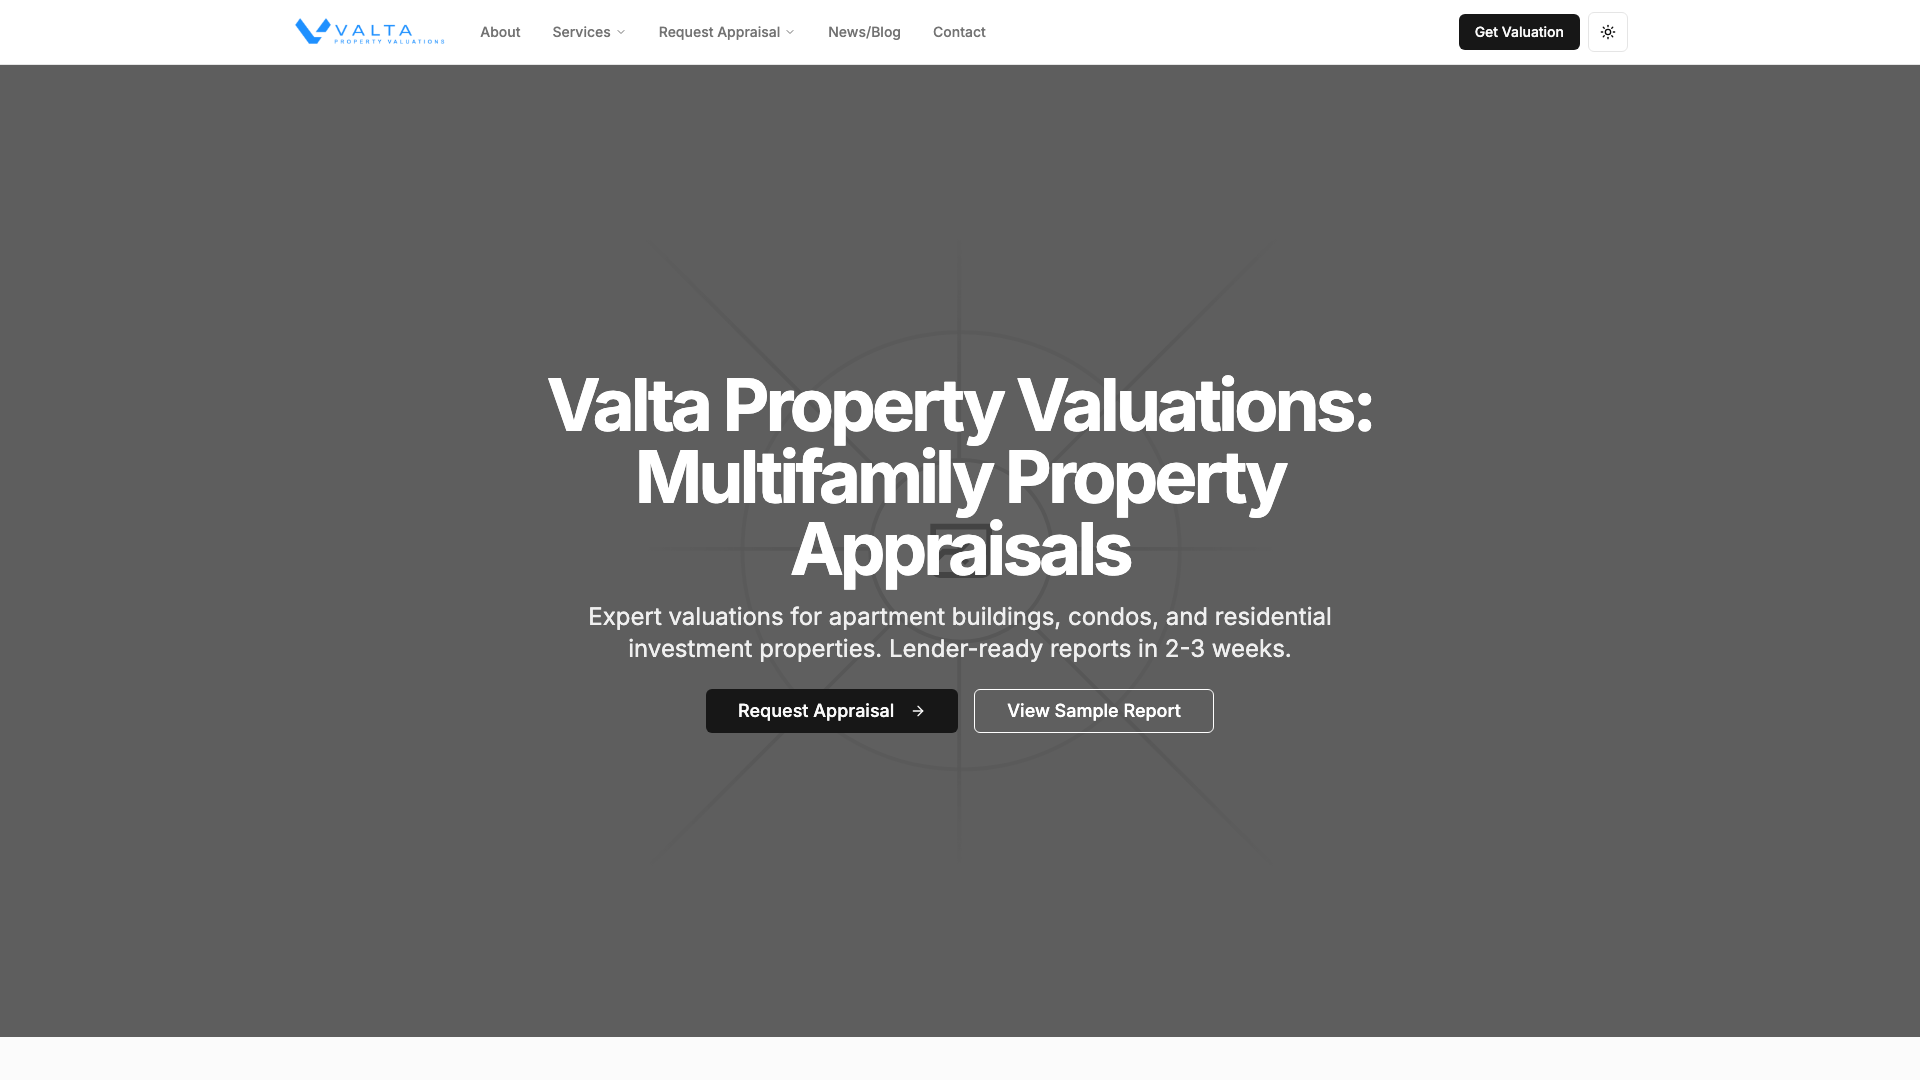 VALTA
PROPERTY VALUATIONS
About
Services
Request Appraisal
News/Blog
Contact
Get Valuation
Valta Property Valuations:
Multifamily Property
Appraisals
Expert valuations for apartment buildings, condos, and residential
investment properties. Lender-ready reports in 2-3 weeks.
Request Appraisal
View Sample Report